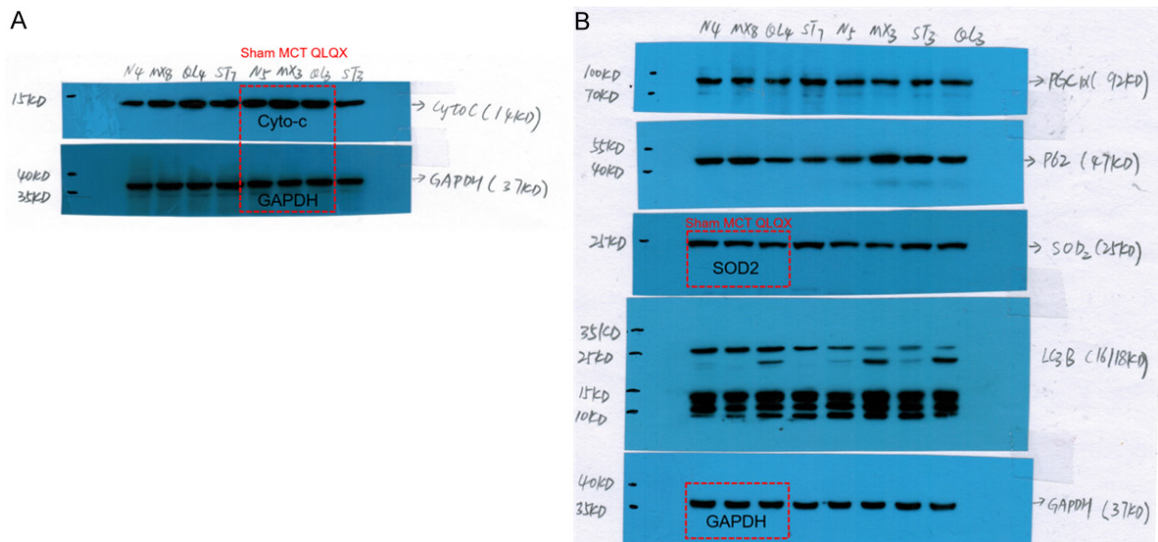 A
Sham MCT QLQX
N4 MX8 QL4 ST7 N5 MX3 QL3 ST3
15KD
→ CytoC (14KD)
Cyto-c
40KD
→ GAPDH (37KD)
35KD
GAPDH
B
N4 MX8 QL4 ST7 N5 MX3 ST3 QL3
100KD
→ PGC1α (92KD)
70KD
55KD
→ P62 (47KD)
40KD
Sham MCT QLQX
25KD
→ SOD2 (25KD)
SOD2
35KD
25KD
LC3B (16/18KD)
15KD
10KD
40KD
35KD
→ GAPDH (37KD)
GAPDH